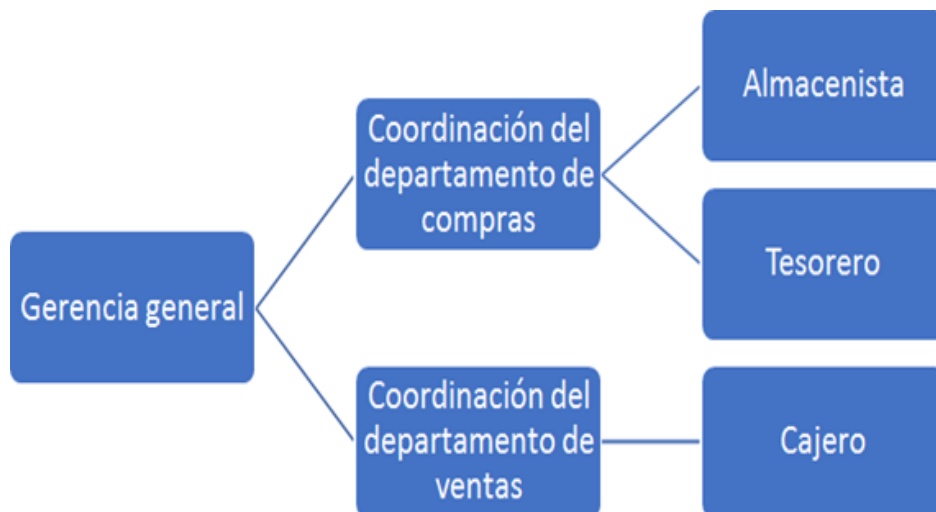 Gerencia general
Coordinación del
departamento de
compras
Almacenista
Tesorero
Coordinación del
departamento de
ventas
Cajero